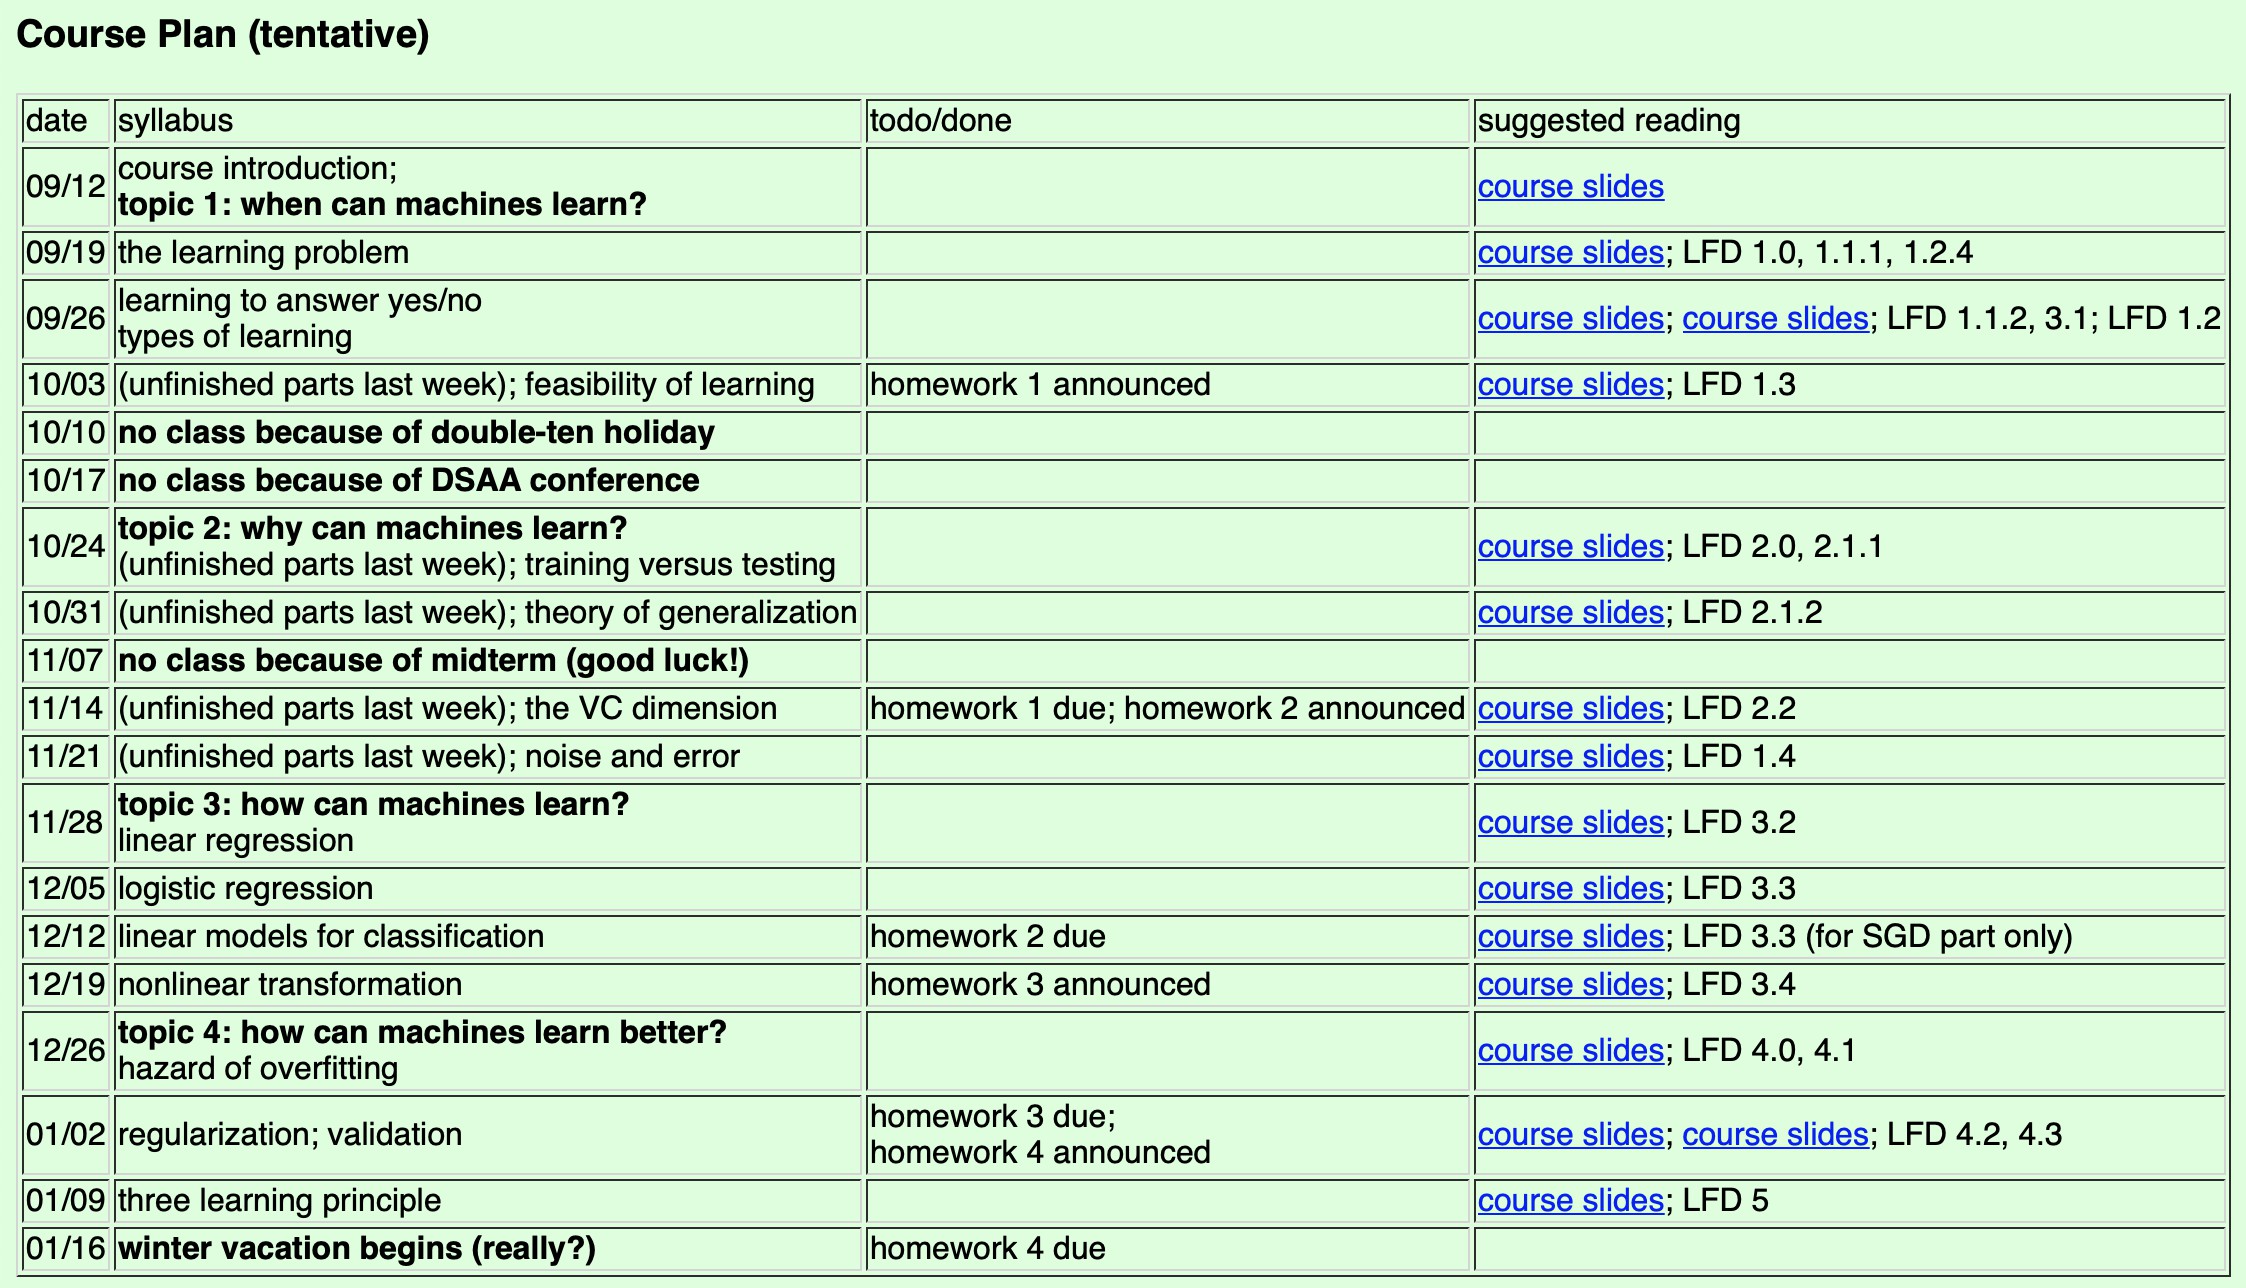 Course Plan (tentative)
date syllabus todo/done suggested reading
09/12 course introduction;
topic 1: when can machines learn? course slides
09/19 the learning problem course slides; LFD 1.0, 1.1.1, 1.2.4
09/26 learning to answer yes/no
types of learning course slides; course slides; LFD 1.1.2, 3.1; LFD 1.2
10/03 (unfinished parts last week); feasibility of learning homework 1 announced course slides; LFD 1.3
10/10 no class because of double-ten holiday
10/17 no class because of DSAA conference
10/24 topic 2: why can machines learn?
(unfinished parts last week); training versus testing course slides; LFD 2.0, 2.1.1
10/31 (unfinished parts last week); theory of generalization course slides; LFD 2.1.2
11/07 no class because of midterm (good luck!)
11/14 (unfinished parts last week); the VC dimension homework 1 due; homework 2 announced course slides; LFD 2.2
11/21 (unfinished parts last week); noise and error course slides; LFD 1.4
11/28 topic 3: how can machines learn?
linear regression course slides; LFD 3.2
12/05 logistic regression course slides; LFD 3.3
12/12 linear models for classification homework 2 due course slides; LFD 3.3 (for SGD part only)
12/19 nonlinear transformation homework 3 announced course slides; LFD 3.4
12/26 topic 4: how can machines learn better?
hazard of overfitting course slides; LFD 4.0, 4.1
01/02 regularization; validation homework 3 due;
homework 4 announced course slides; course slides; LFD 4.2, 4.3
01/09 three learning principle course slides; LFD 5
01/16 winter vacation begins (really?) homework 4 due